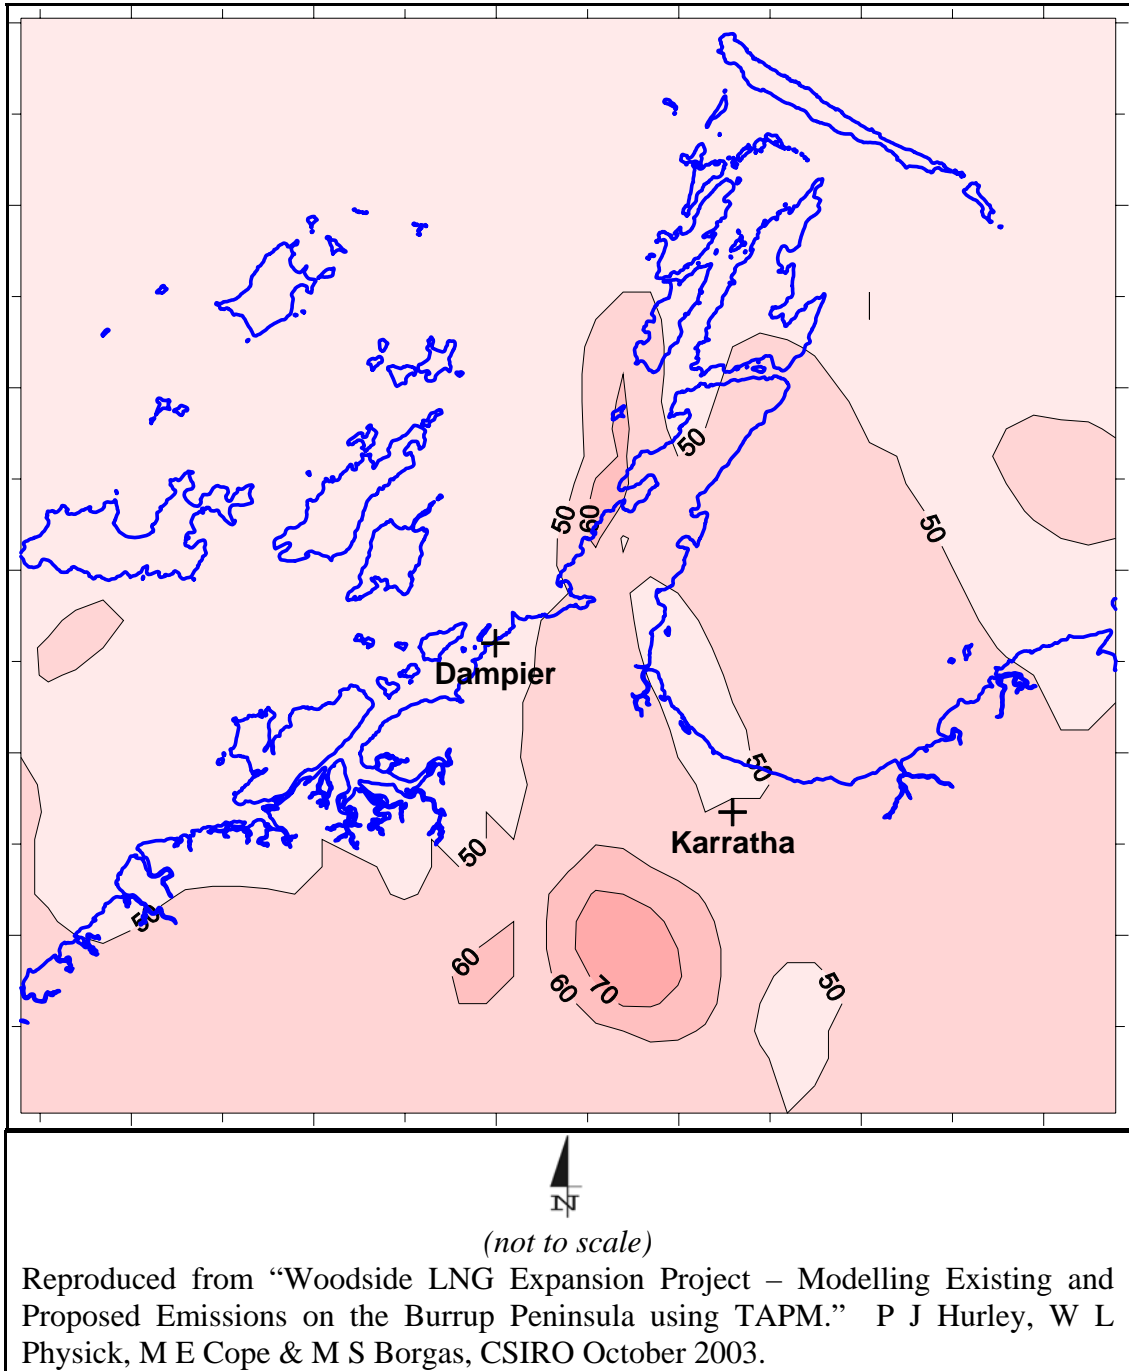 50
50
60
50
Dampier
50
Karratha
50
50
60
60
70
50
N
(not to scale)
Reproduced from “Woodside LNG Expansion Project – Modelling Existing and
Proposed Emissions on the Burrup Peninsula using TAPM.” P J Hurley, W L
Physick, M E Cope & M S Borgas, CSIRO October 2003.